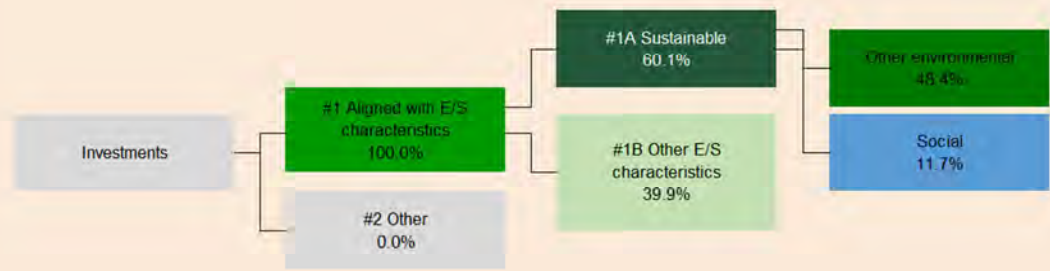 Investments
#1 Aligned with E/S
characteristics
100.0%
#2 Other
0.0%
#1A Sustainable
60.1%
#1B Other E/S
characteristics
39.9%
Other environmental
48.4%
Social
11.7%